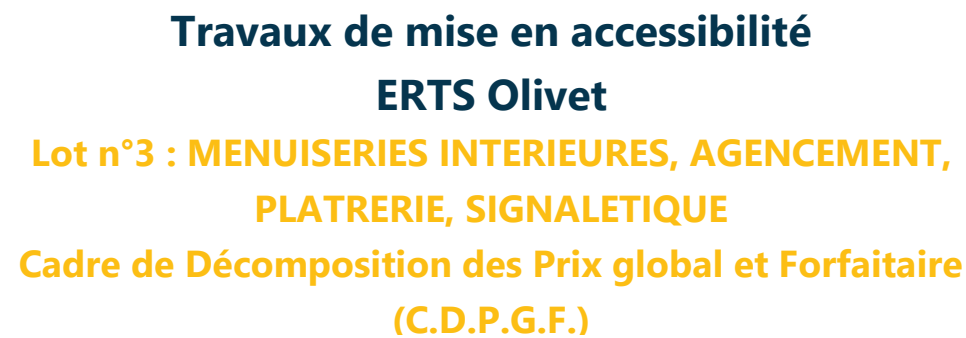 Travaux de mise en accessibilité
ERTS Olivet
Lot n°3 : MENUISERIES INTERIEURES, AGENCEMENT,
PLATRERIE, SIGNALETIQUE
Cadre de Décomposition des Prix global et Forfaitaire
(C.D.P.G.F.)